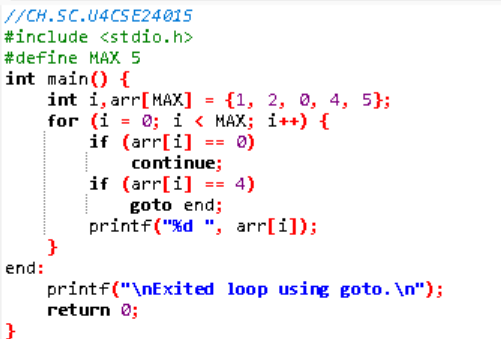 //CH.SC.U4CSE24015
#include <stdio.h>
#define MAX 5
int main() {
    int i,arr[MAX] = {1, 2, 0, 4, 5};
    for (i = 0; i < MAX; i++) {
        if (arr[i] == 0)
            continue;
        if (arr[i] == 4)
            goto end;
        printf("%d ", arr[i]);
    }
end:
    printf("\nExited loop using goto.\n");
    return 0;
}